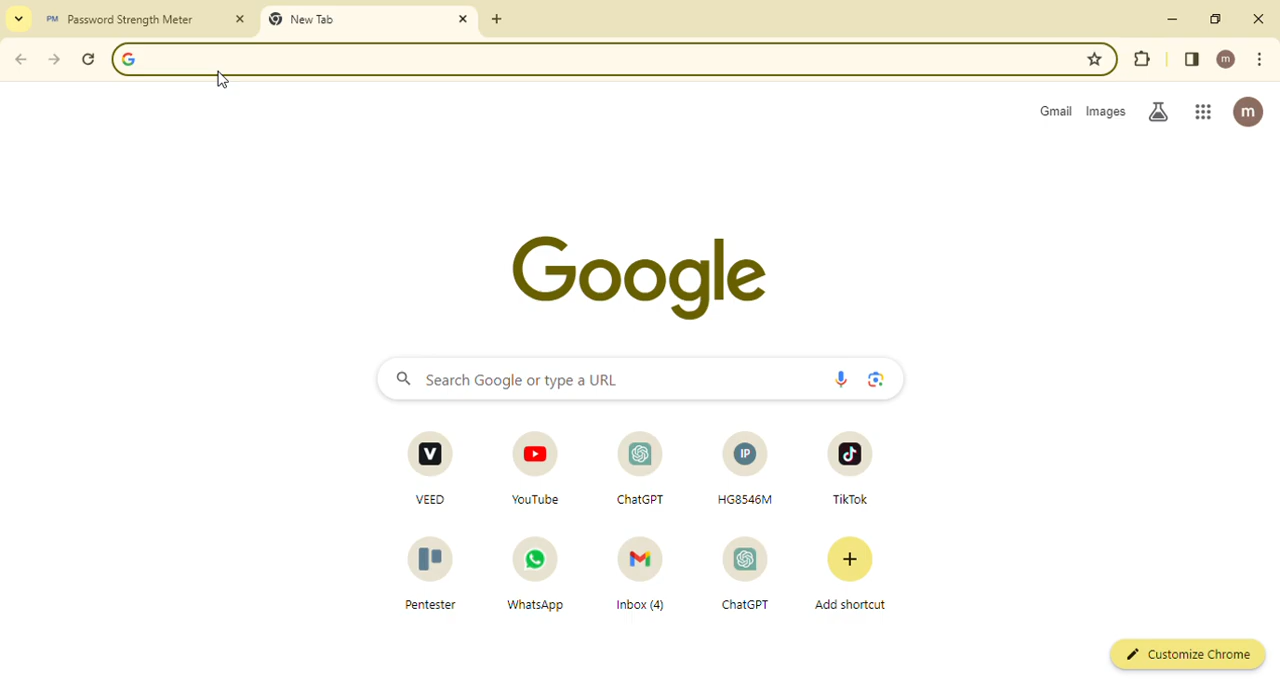 PM Password Strength Meter
New Tab
m
Gmail
Images
m
Google
Search Google or type a URL
V
IP
VEED
YouTube
ChatGPT
HG8546M
TikTok
Pentester
WhatsApp
Inbox (4)
ChatGPT
Add shortcut
Customize Chrome